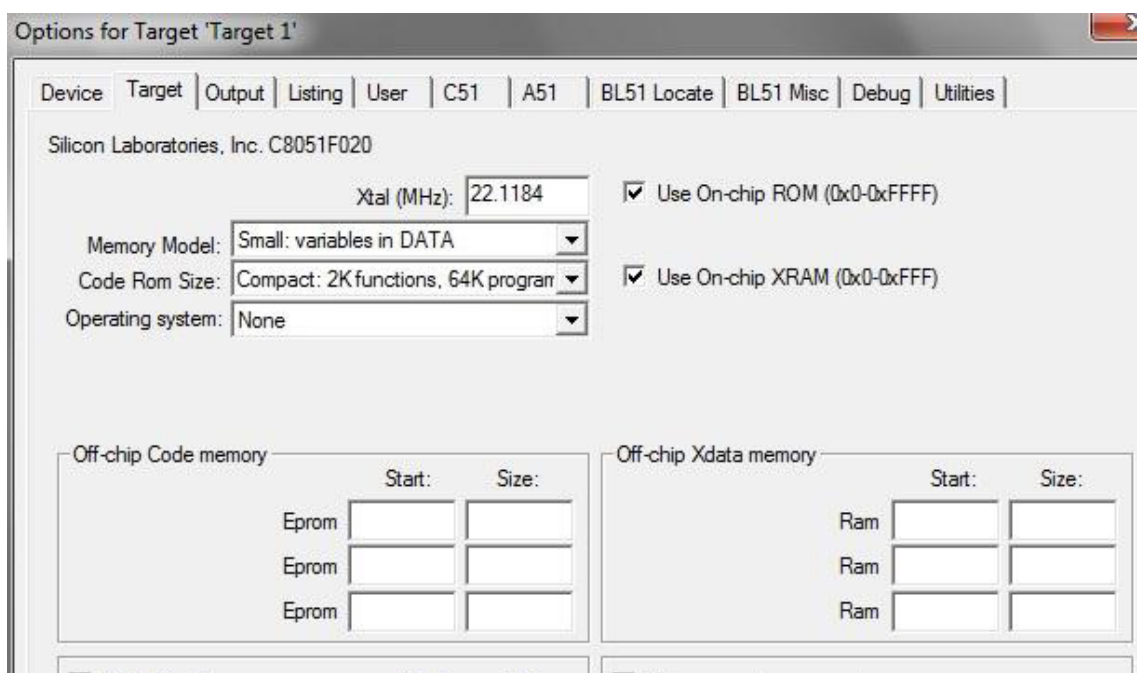 Options for Target 'Target 1'
Device Target Output Listing User C51 A51 BL51 Locate BL51 Misc Debug Utilities
Silicon Laboratories, Inc. C8051F020
Xtal (MHz): 22.1184 Use On-chip ROM (0x0-0xFFFF)
Memory Model: Small: variables in DATA
Code Rom Size: Compact: 2K functions, 64K program Use On-chip XRAM (0x0-0xFFF)
Operating system: None
Off-chip Code memory Off-chip Xdata memory
Start: Size: Start: Size:
Eprom Ram
Eprom Ram
Eprom Ram